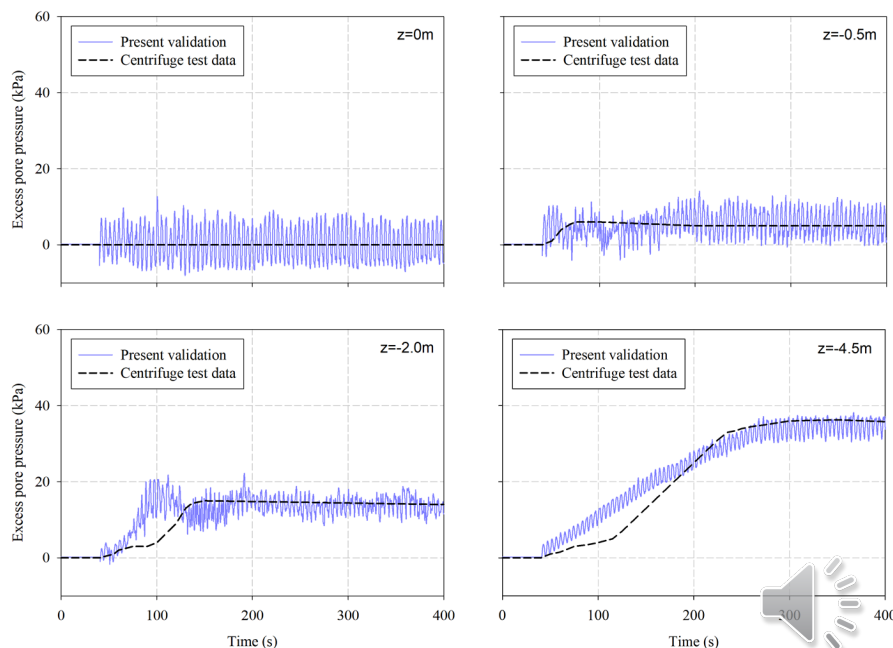 60
40
20
0
Excess pore pressure (kPa)
Present validation
Centrifuge test data
z=0m
Present validation
Centrifuge test data
z=-0.5m
60
40
20
0
Excess pore pressure (kPa)
Present validation
Centrifuge test data
z=-2.0m
0 100 200 300 400
Time (s)
Present validation
Centrifuge test data
z=-4.5m
0 100 200 300 400
Time (s)